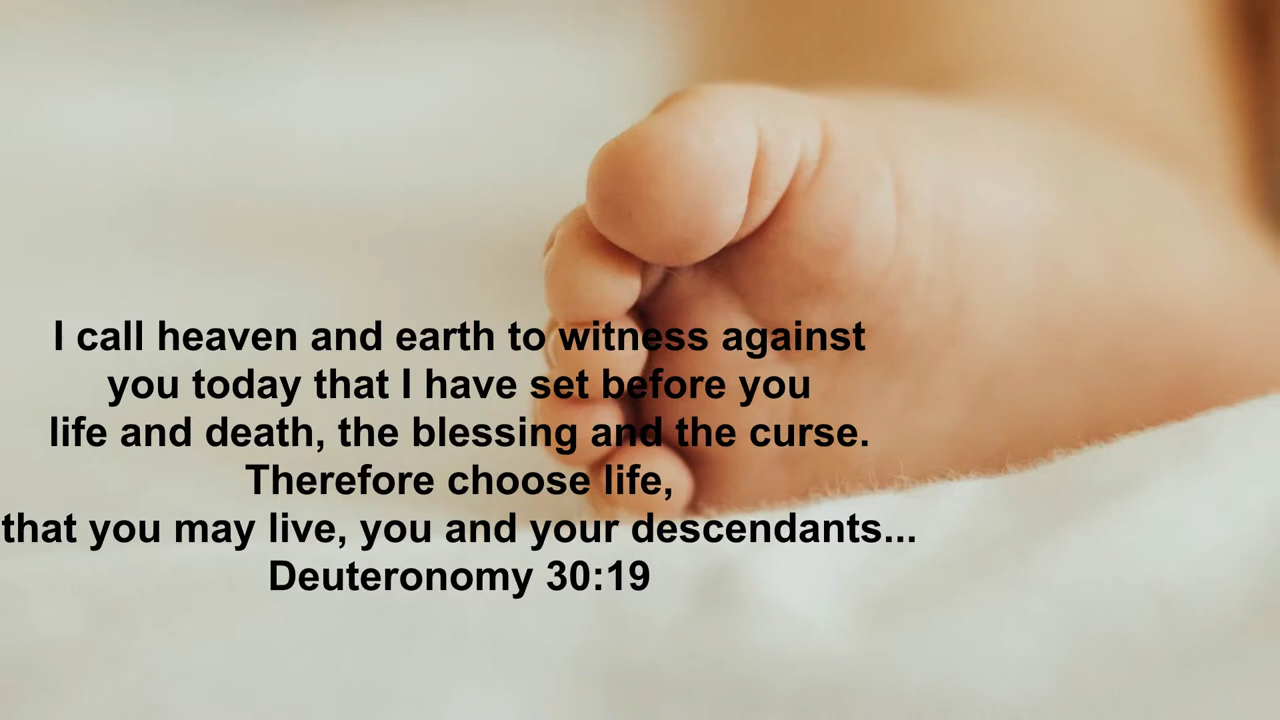 I call heaven and earth to witness against
you today that I have set before you
life and death, the blessing and the curse.
Therefore choose life,
that you may live, you and your descendants...
Deuteronomy 30:19